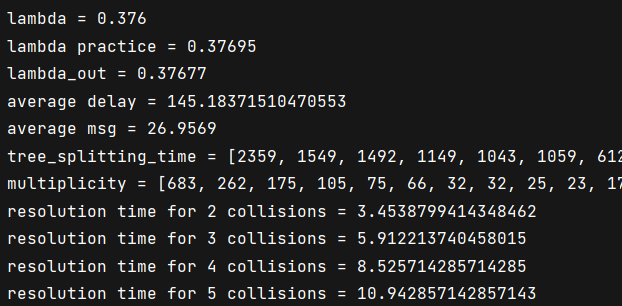 lambda = 0.376
lambda practice = 0.37695
lambda_out = 0.37677
average delay = 145.18371510470553
average msg = 26.9569
tree_splitting_time = [2359, 1549, 1492, 1149, 1043, 1059, 612
multiplicity = [683, 262, 175, 105, 75, 66, 32, 32, 25, 23, 17
resolution time for 2 collisions = 3.4538799414348462
resolution time for 3 collisions = 5.912213740458015
resolution time for 4 collisions = 8.525714285714285
resolution time for 5 collisions = 10.942857142857143